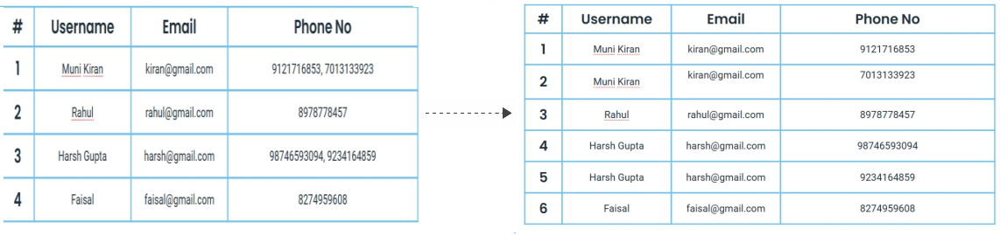 # Username Email Phone No
1 Muni Kiran kiran@gmail.com 9121716853, 7013133923
2 Rahul rahul@gmail.com 8978778457
3 Harsh Gupta harsh@gmail.com 98746593094, 9234164859
4 Faisal faisal@gmail.com 8274959608
# Username Email Phone No
1 Muni Kiran kiran@gmail.com 9121716853
2 Muni Kiran kiran@gmail.com 7013133923
3 Rahul rahul@gmail.com 8978778457
4 Harsh Gupta harsh@gmail.com 98746593094
5 Harsh Gupta harsh@gmail.com 9234164859
6 Faisal faisal@gmail.com 8274959608